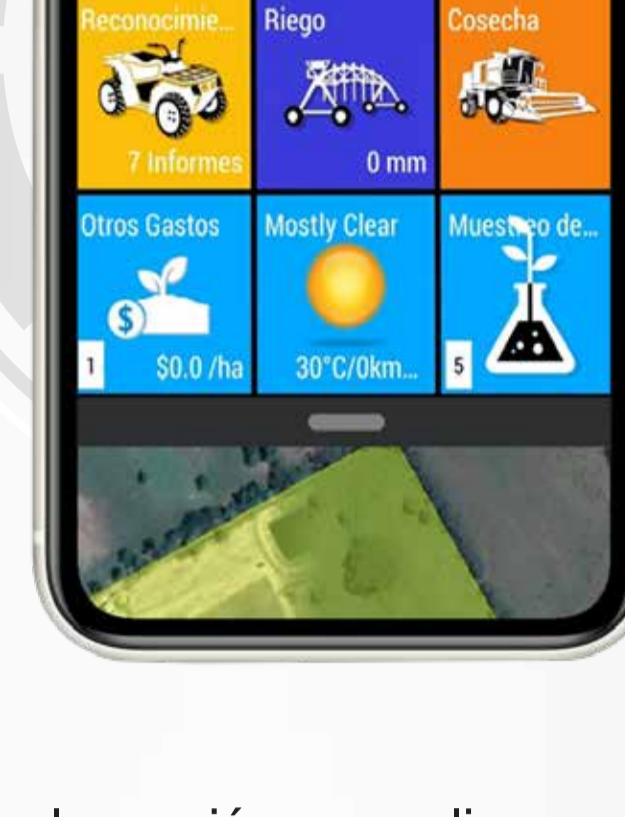 Reconocimie... Riego Cosecha
7 Informes 0 mm
Otros Gastos Mostly Clear Muestreo de...
$
1 $0.0 /ha 30°C/0km... 5